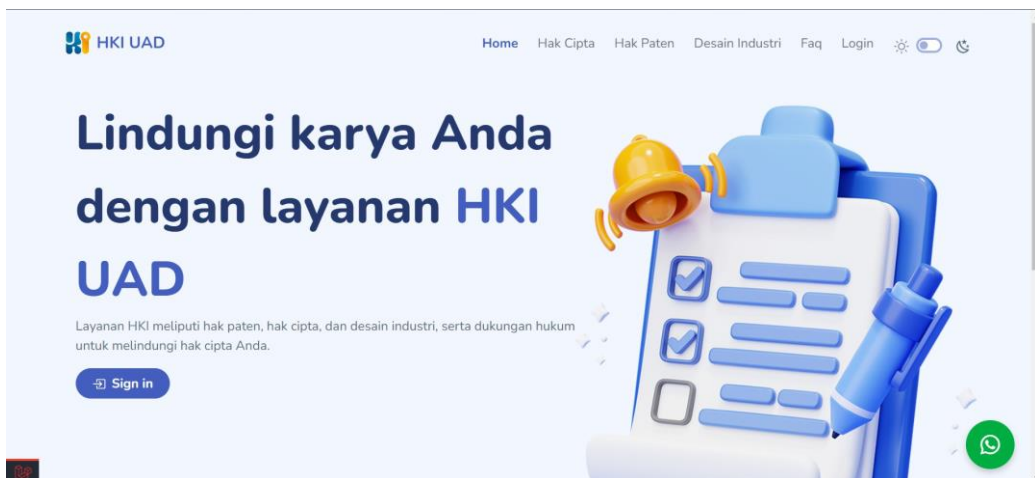 HKI UAD
Home Hak Cipta Hak Paten Desain Industri Faq Login
Lindungi karya Anda
dengan layanan HKI
UAD
Layanan HKI meliputi hak paten, hak cipta, dan desain industri, serta dukungan hukum
untuk melindungi hak cipta Anda.
Sign in